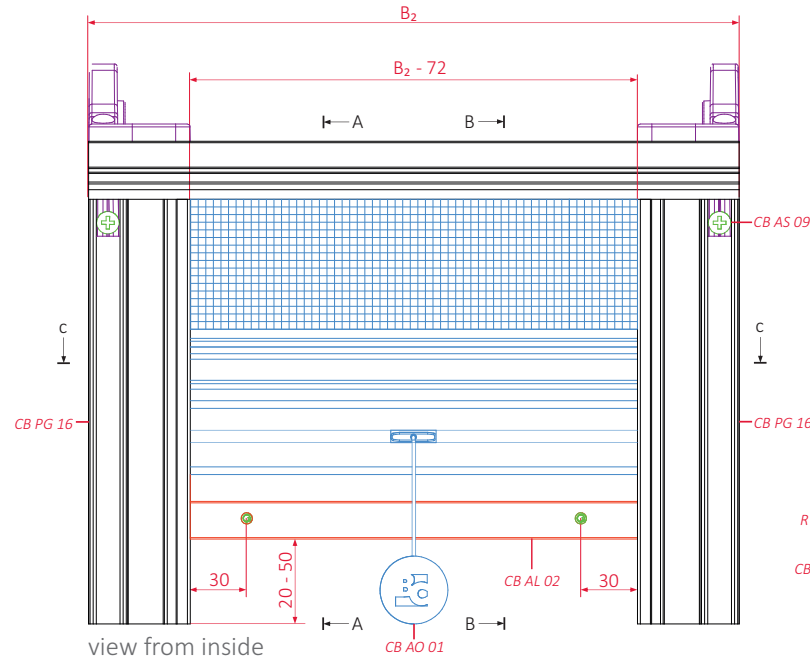 B₂
B₂ - 72
A B
CB AS 09
c c
CB PG 16 CB PG 16
R
CB
30 20 - 50 CB AL 02 30
A B
view from inside CB AO 01